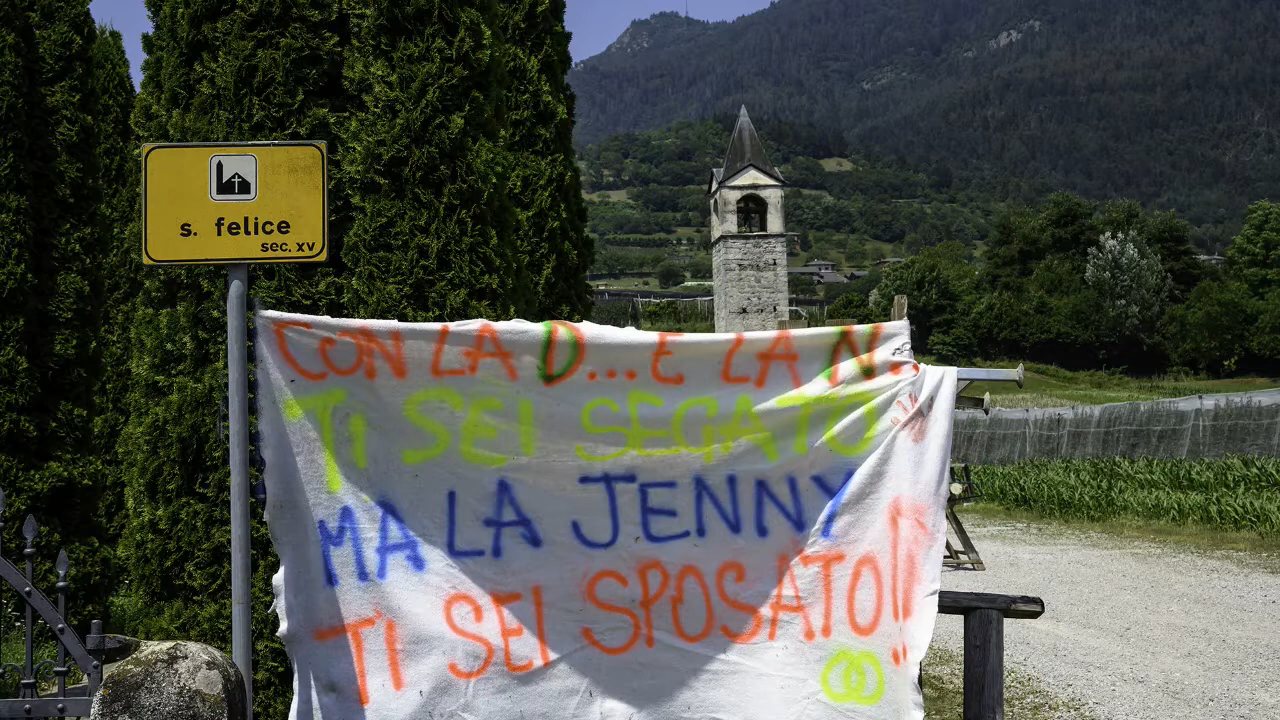 s. felice
sec. xv
CON LA D... E LA N..
TI SEI SEGATO
MA LA JENNY
TI SEI SPOSATO!!